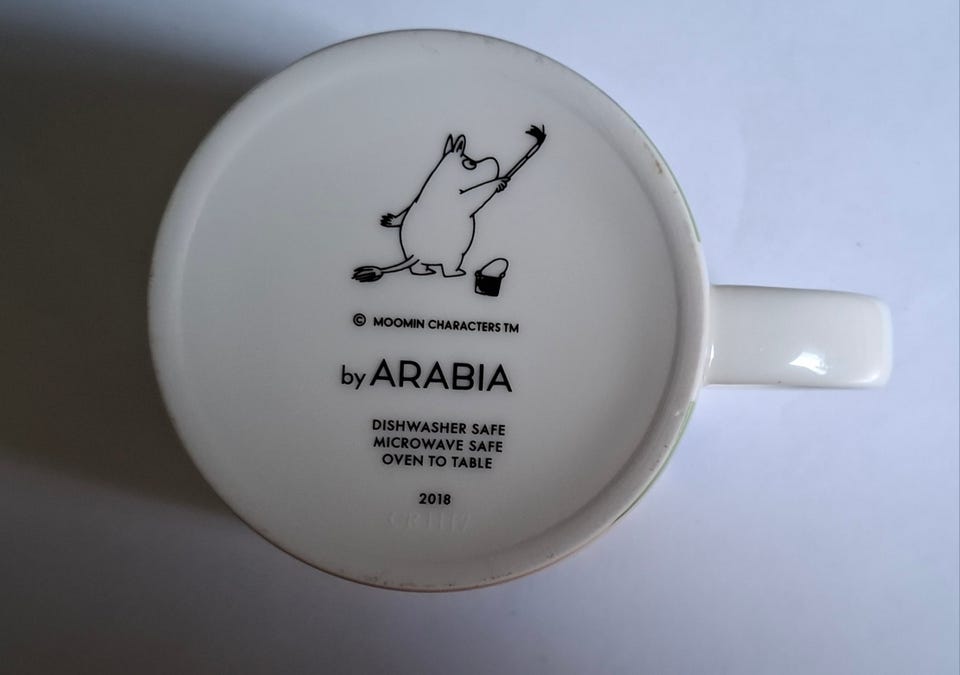 © MOOMIN CHARACTERS TM
by ARABIA
DISHWASHER SAFE
MICROWAVE SAFE
OVEN TO TABLE
2018